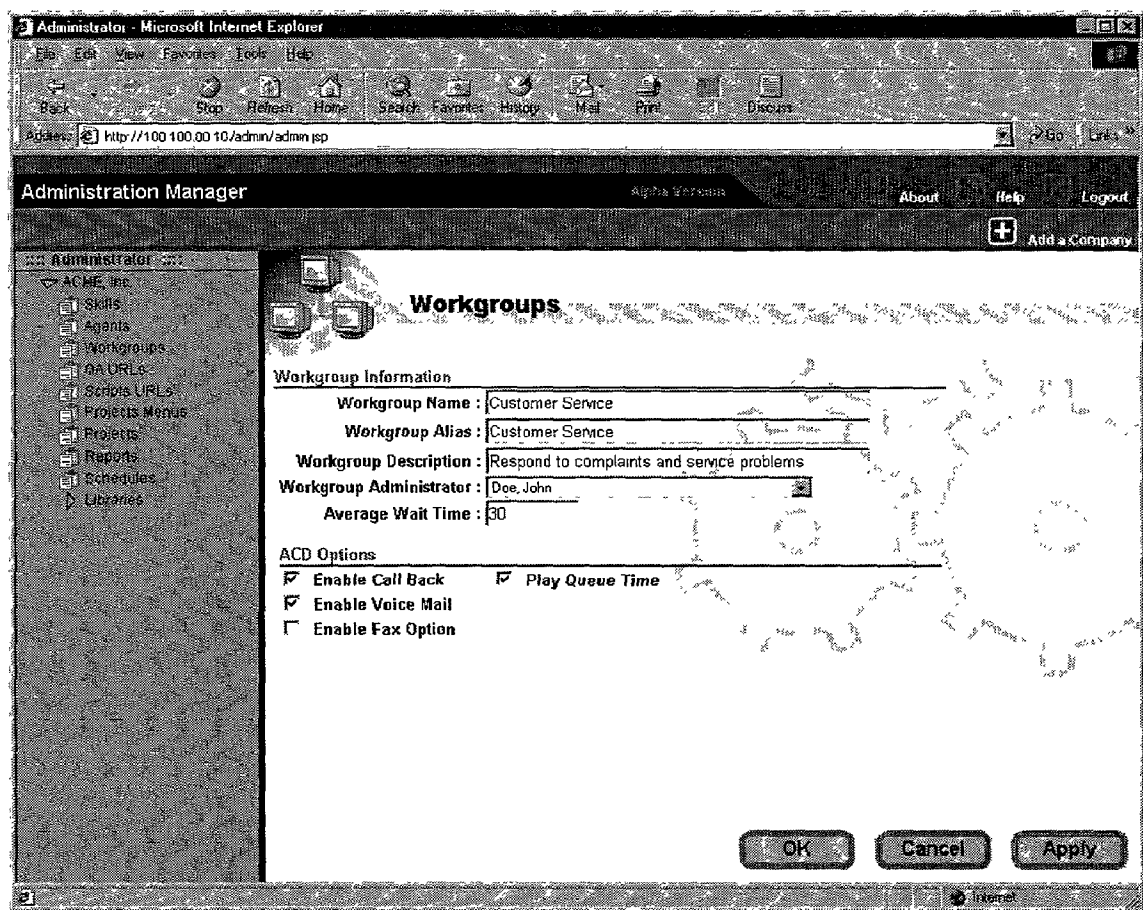 Administrator - Microsoft Internet Explorer
File Edit View Favorites Tools Help
Back Stop Refresh Home Search Favorites History Mail Print Discuss
Address http://100.100.00.10/admin/admin.jsp Go Links »
Administration Manager Alpha Version About Help Logout
Add a Company
:::: Administrator ::::
ACME, Inc.
Skills
Agents
Workgroups
QA URLs
Scripts URLs
Projects Menus
Projects
Reports
Schedules
Libraries
Workgroups
Workgroup Information
Workgroup Name : Customer Service
Workgroup Alias : Customer Service
Workgroup Description : Respond to complaints and service problems
Workgroup Administrator : Doe, John
Average Wait Time : 30
ACD Options
Enable Call Back Play Queue Time
Enable Voice Mail
Enable Fax Option
OK Cancel Apply
Internet